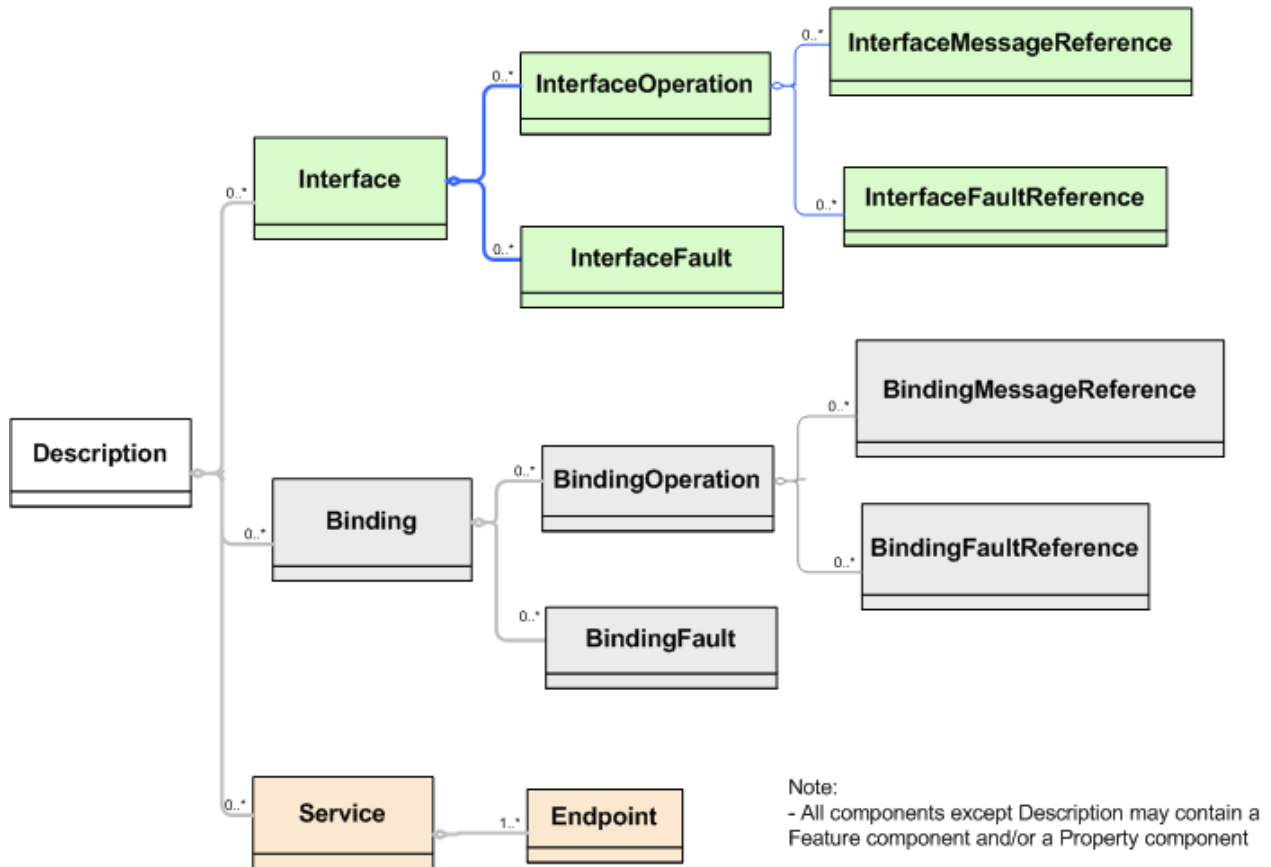 0..*
InterfaceMessageReference
0..*
InterfaceOperation
Interface
0..*
0..*
InterfaceFaultReference
0..*
InterfaceFault
BindingMessageReference
0..*
Description
0..*
BindingOperation
0..*
Binding
BindingFaultReference
0..*
0..*
BindingFault
0..*
Service
1..*
Endpoint
Note:
- All components except Description may contain a
Feature component and/or a Property component